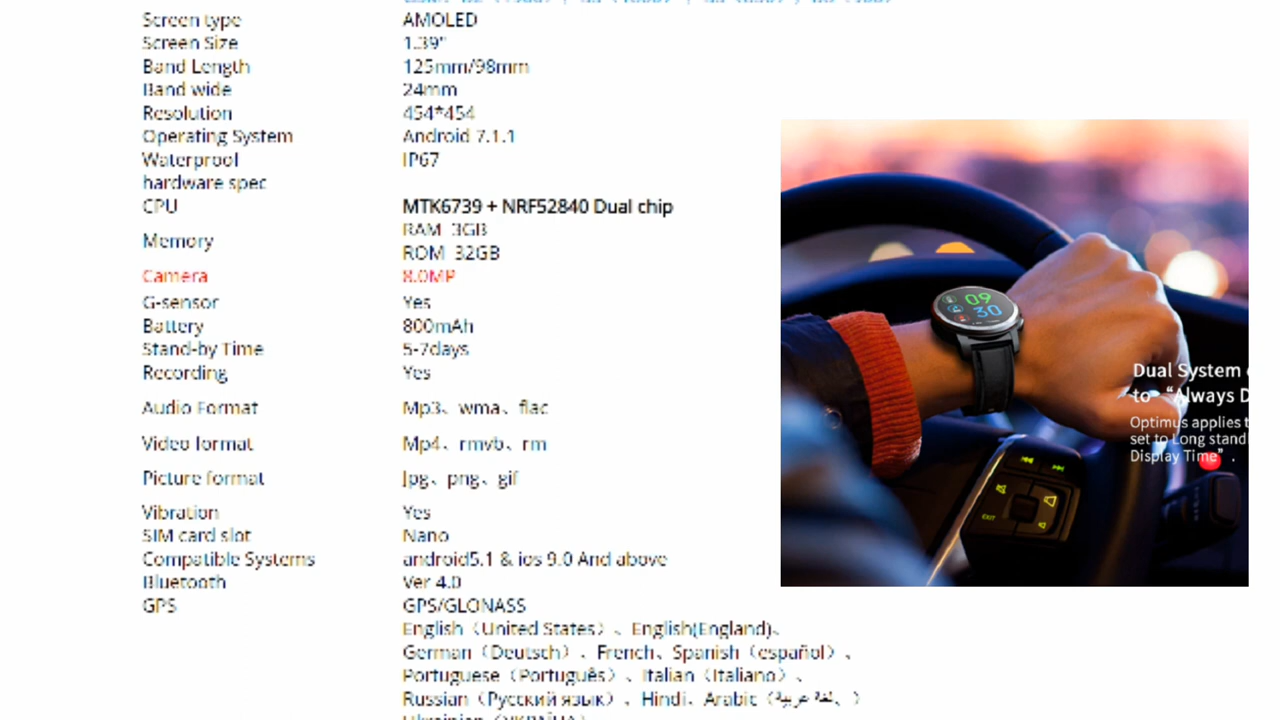 Screen type AMOLED
Screen Size 1.39"
Band Length 125mm/98mm
Band wide 24mm
Resolution 454*454
Operating System Android 7.1.1
Waterproof IP67
hardware spec
CPU MTK6739 + NRF52840 Dual chip
Memory RAM 3GB
ROM 32GB
Camera 8.0MP
G-sensor Yes
Battery 800mAh
Stand-by Time 5-7days
Recording Yes
Audio Format Mp3、wma、flac
Video format Mp4、rmvb、rm
Picture format Jpg、png、gif
Vibration Yes
SIM card slot Nano
Compatible Systems android5.1 & ios 9.0 And above
Bluetooth Ver 4.0
GPS GPS/GLONASS
English（United States）、English(England)、
German（Deutsch）、French、Spanish（español）、
Portuguese（Português）、Italian（Italiano）、
Russian（Русский язык）、Hindi、Arabic（لغة عربية、）
09
30
Dual System
to "Always D
Optimus applies t
set to Long stand
Display Time" .
EXIT